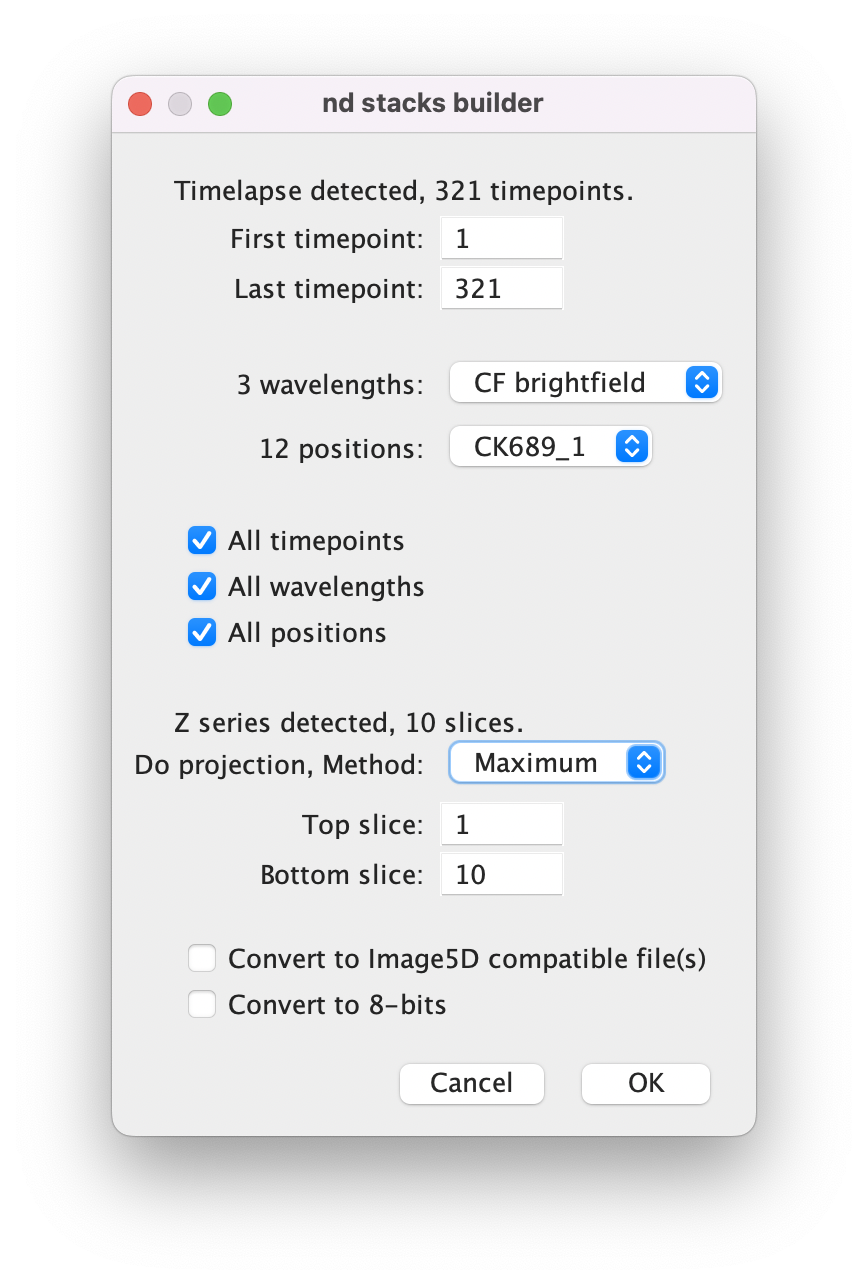 nd stacks builder
Timelapse detected, 321 timepoints.
First timepoint: 1
Last timepoint: 321
3 wavelengths: CF brightfield
12 positions: CK689_1
All timepoints
All wavelengths
All positions
Z series detected, 10 slices.
Do projection, Method: Maximum
Top slice: 1
Bottom slice: 10
Convert to Image5D compatible file(s)
Convert to 8-bits
Cancel OK